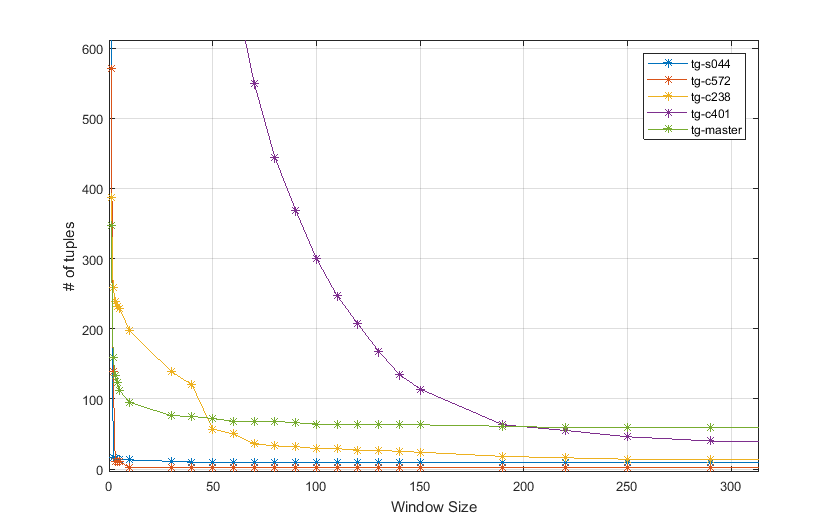 600
500
400
300
200
100
0
# of tuples
0 50 100 150 200 250 300
Window Size
tg-s044
tg-c572
tg-c238
tg-c401
tg-master